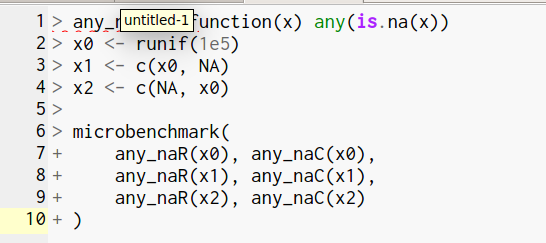 1 > any_n untitled-1 function(x) any(is.na(x))
2 > x0 <- runif(1e5)
3 > x1 <- c(x0, NA)
4 > x2 <- c(NA, x0)
5 >
6 > microbenchmark(
7 +     any_naR(x0), any_naC(x0),
8 +     any_naR(x1), any_naC(x1),
9 +     any_naR(x2), any_naC(x2)
10 + )